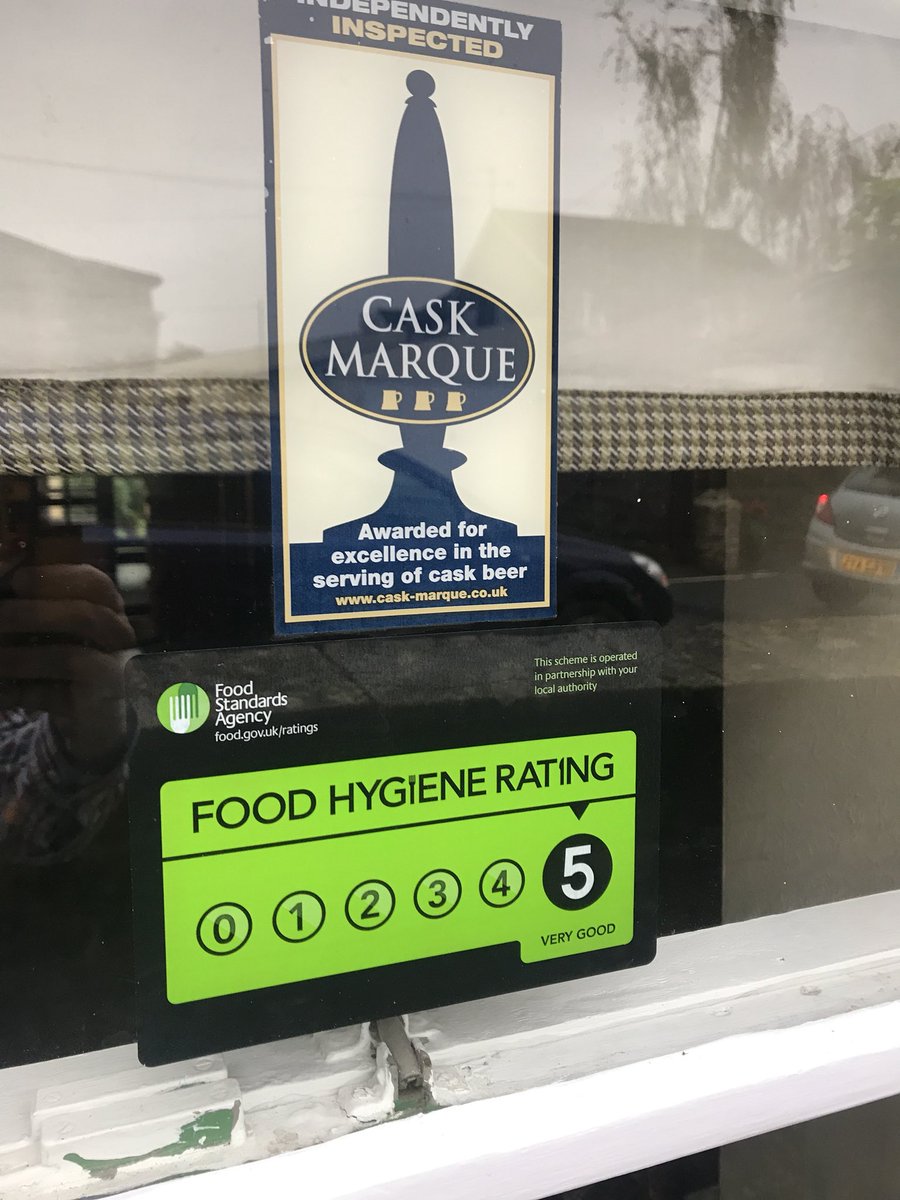 INDEPENDENTLY
INSPECTED
CASK
MARQUE
Awarded for
excellence in the
serving of cask beer
www.cask-marque.co.uk
Food
Standards
Agency
food.gov.uk/ratings
This scheme is operated
in partnership with your
local authority
FOOD HYGIENE RATING
0 1 2 3 4 5
VERY GOOD